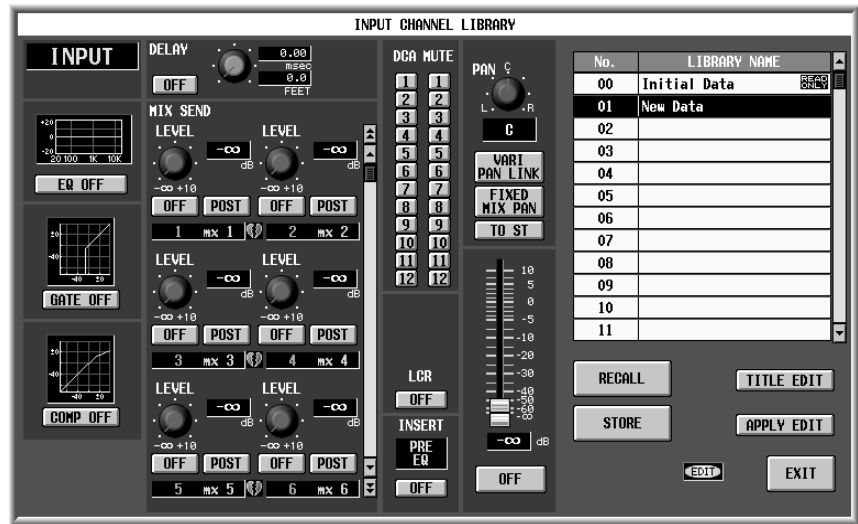 INPUT CHANNEL LIBRARY
INPUT
+20
0
-20
20 100 1K 10K
EQ OFF
±0
-40
-40 ±0
GATE OFF
±0
-40
-40 ±0
COMP OFF
DELAY
OFF
0.00
msec
0.0
FEET
MIX SEND
LEVEL LEVEL
-∞ -∞
dB dB
-∞ +10 -∞ +10
OFF POST OFF POST
1 mx 1 2 mx 2
LEVEL LEVEL
-∞ -∞
dB dB
-∞ +10 -∞ +10
OFF POST OFF POST
3 mx 3 4 mx 4
LEVEL LEVEL
-∞ -∞
dB dB
-∞ +10 -∞ +10
OFF POST OFF POST
5 mx 5 6 mx 6
DCA MUTE
1 1
2 2
3 3
4 4
5 5
6 6
7 7
8 8
9 9
10 10
11 11
12 12
LCR
OFF
INSERT
PRE
EQ
OFF
PAN C
L R
C
VARI
PAN LINK
FIXED
MIX PAN
TO ST
10
5
0
-5
-10
-20
-30
-40
-50
-60
-∞
-∞ dB
OFF
No. LIBRARY NAME
00 Initial Data READ ONLY
01 New Data
02
03
04
05
06
07
08
09
10
11
RECALL
TITLE EDIT
STORE
APPLY EDIT
EDIT
EXIT